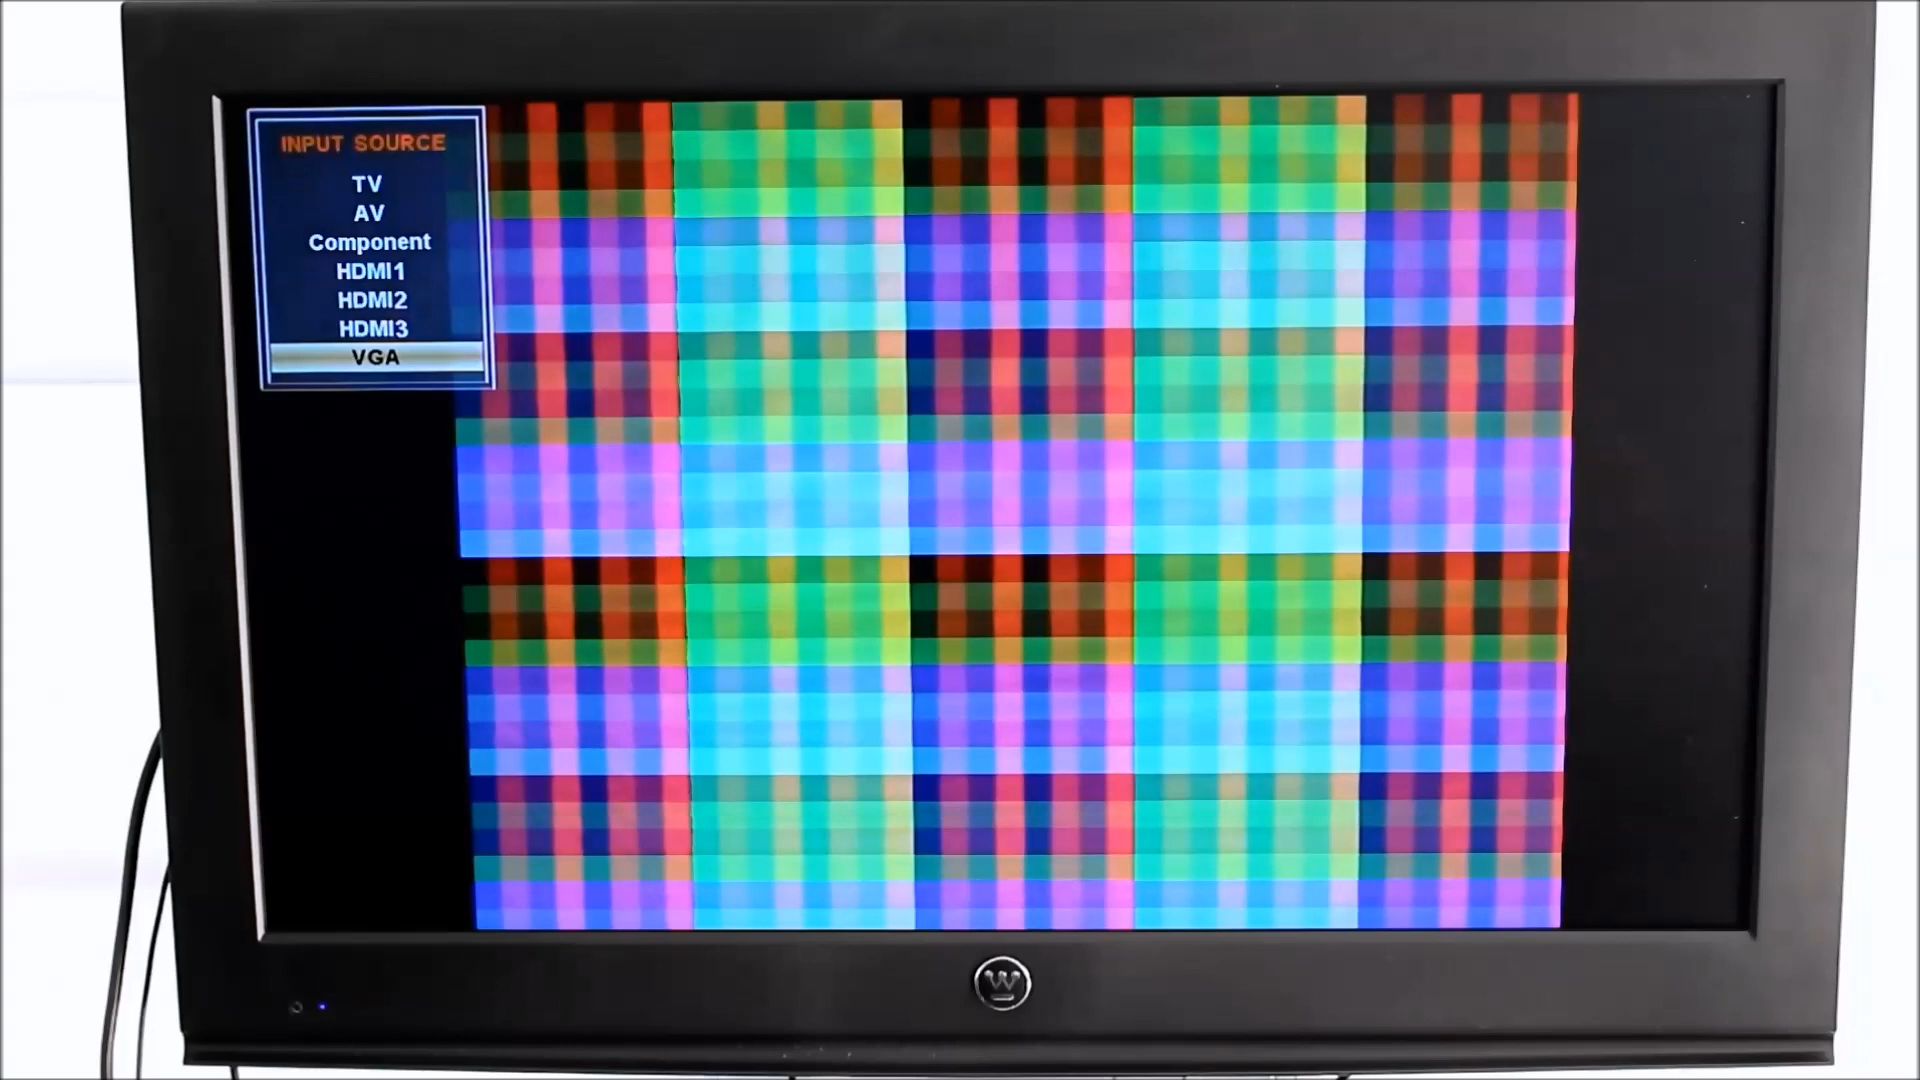 INPUT SOURCE
TV
AV
Component
HDMI1
HDMI2
HDMI3
VGA
W